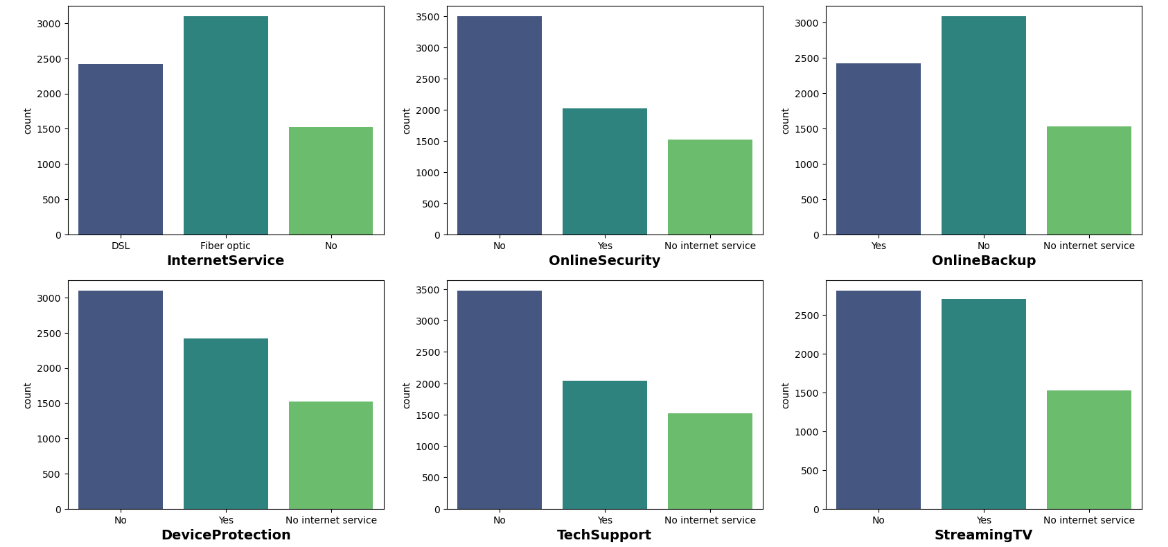 3000
2500
2000
1500
1000
500
0
count
DSL Fiber optic No
InternetService
3500
3000
2500
2000
1500
1000
500
0
count
No Yes No internet service
OnlineSecurity
3000
2500
2000
1500
1000
500
0
count
Yes No No internet service
OnlineBackup
3000
2500
2000
1500
1000
500
0
count
No Yes No internet service
DeviceProtection
3500
3000
2500
2000
1500
1000
500
0
count
No Yes No internet service
TechSupport
2500
2000
1500
1000
500
0
count
No Yes No internet service
StreamingTV